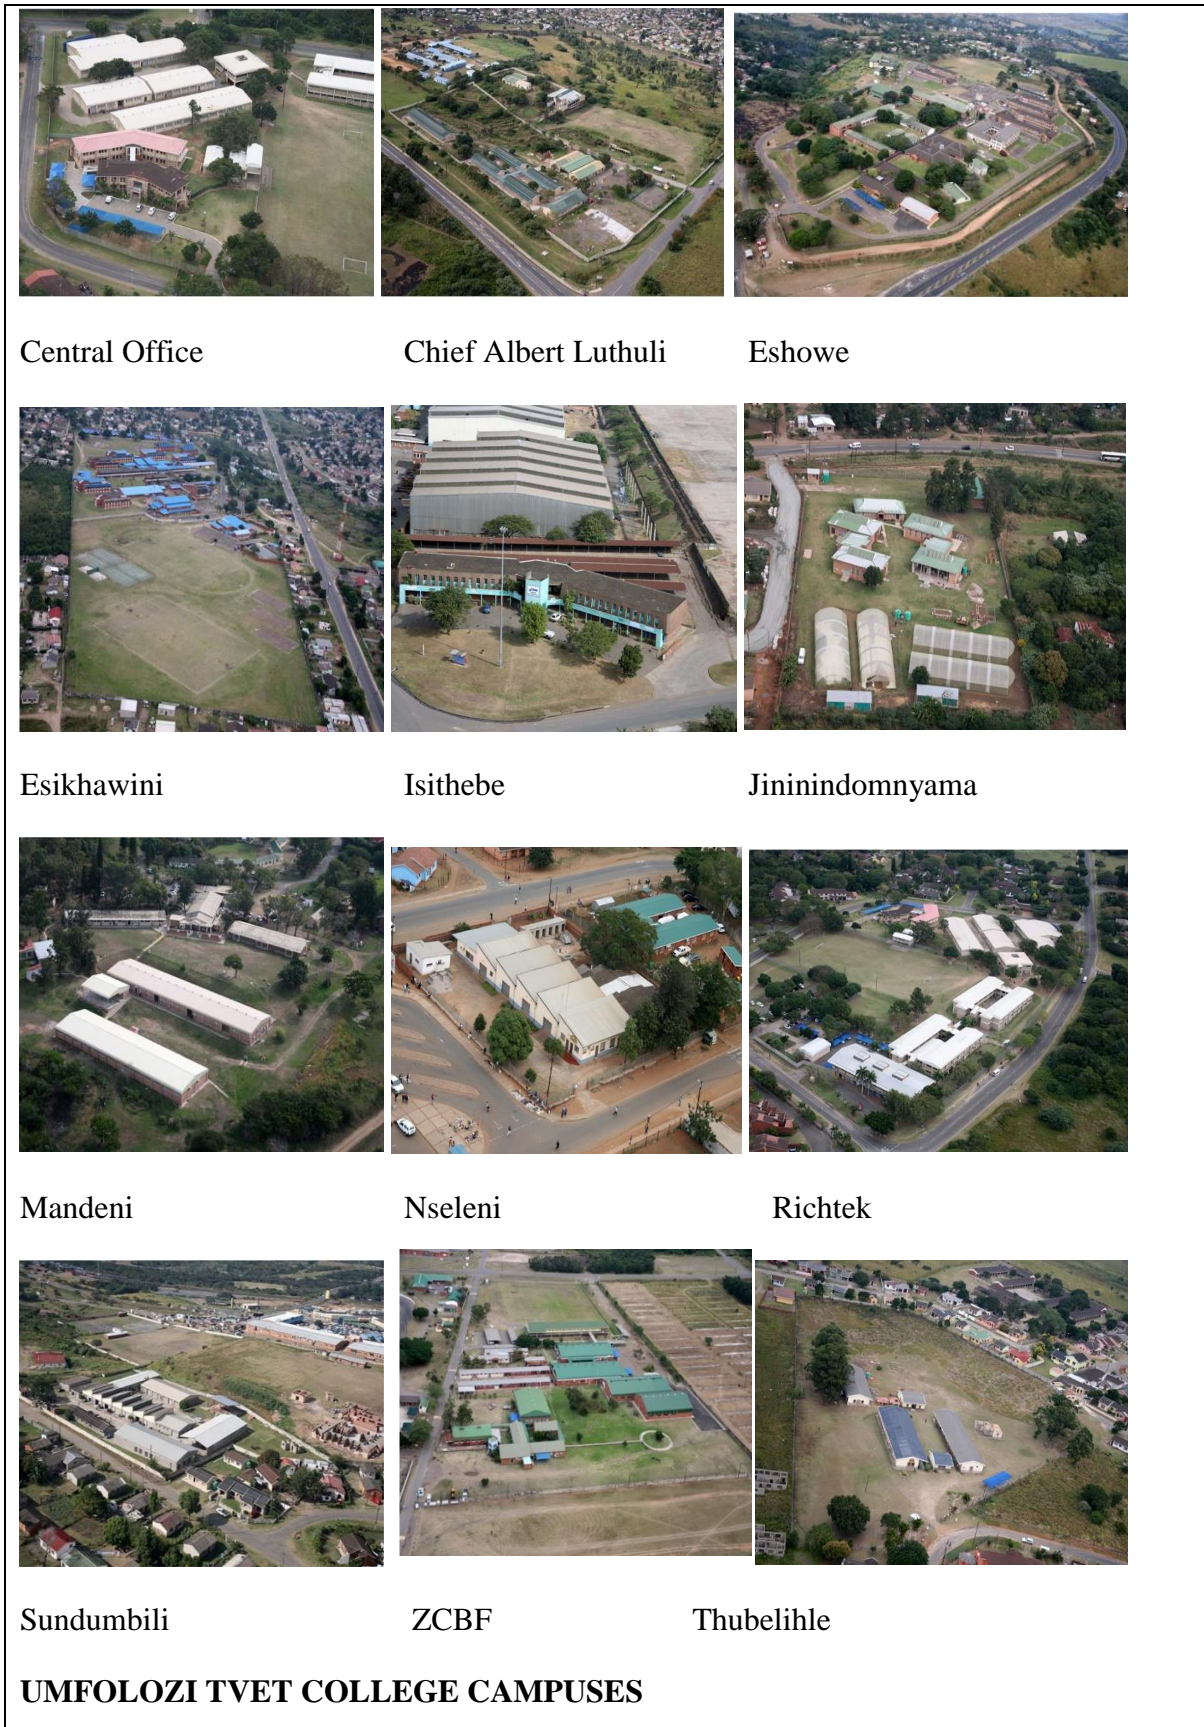 Central Office Chief Albert Luthuli Eshowe
Esikhawini Isithebe Jininindomnyama
Mandeni Nseleni Richtek
Sundumbili ZCBF Thubelihle
UMFOLOZI TVET COLLEGE CAMPUSES